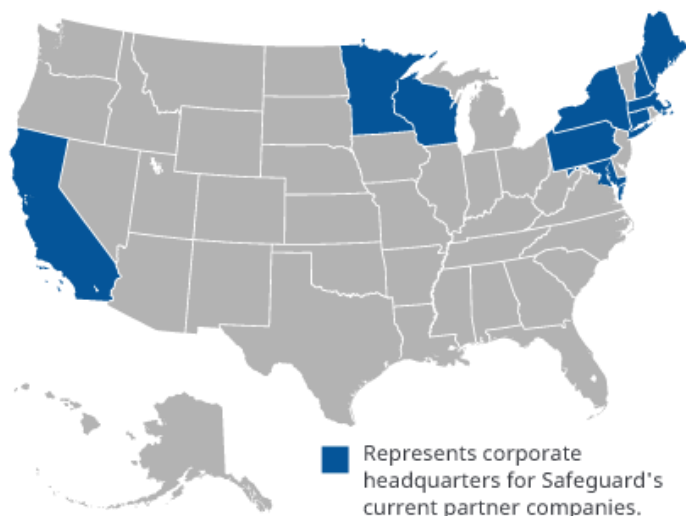 Represents corporate
headquarters for Safeguard's
current partner companies.